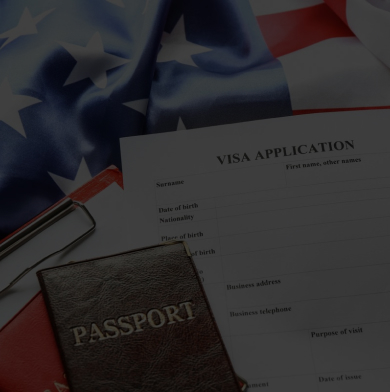 VISA APPLICATION
First name, other names
Surname
Date of birth
Nationality
Place of birth
of birth
Business address
Business telephone
Purpose of visit
Date of issue
PASSPORT